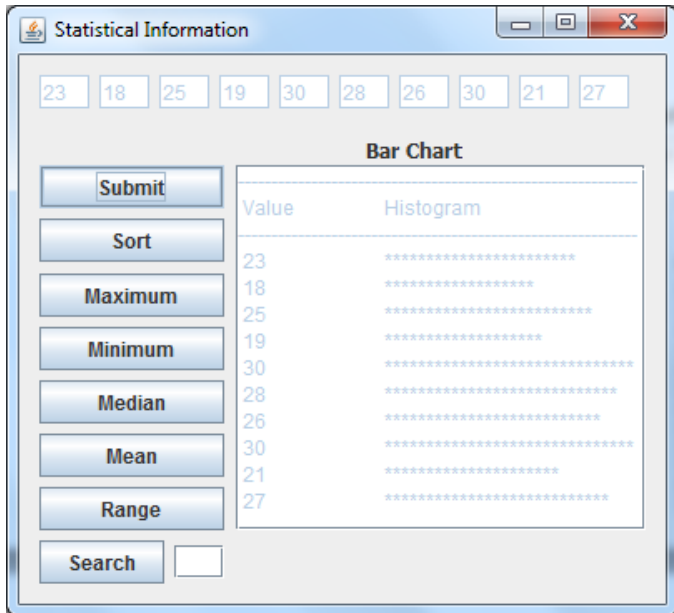 Statistical Information
23 18 25 19 30 28 26 30 21 27
Bar Chart
Submit
Sort
Maximum
Minimum
Median
Mean
Range
Search
--------------------------------------------------
Value Histogram
--------------------------------------------------
23 ***********************
18 ******************
25 *************************
19 *******************
30 ******************************
28 ****************************
26 **************************
30 ******************************
21 *********************
27 ***************************